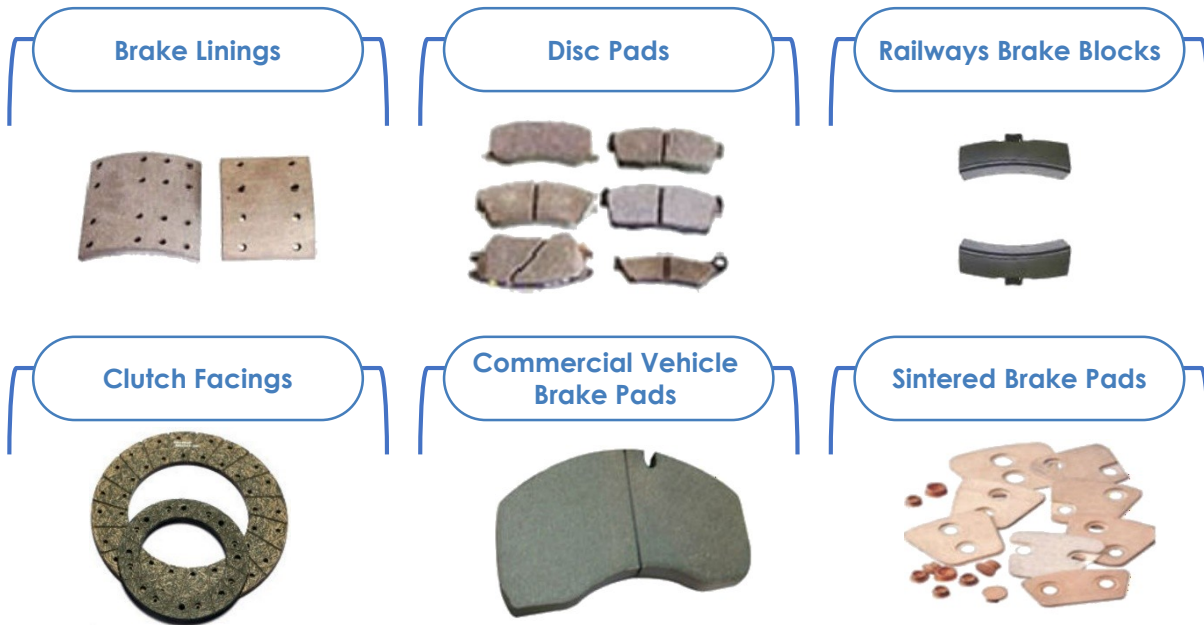 Brake Linings
Disc Pads
Railways Brake Blocks
Clutch Facings
Commercial Vehicle
Brake Pads
Sintered Brake Pads